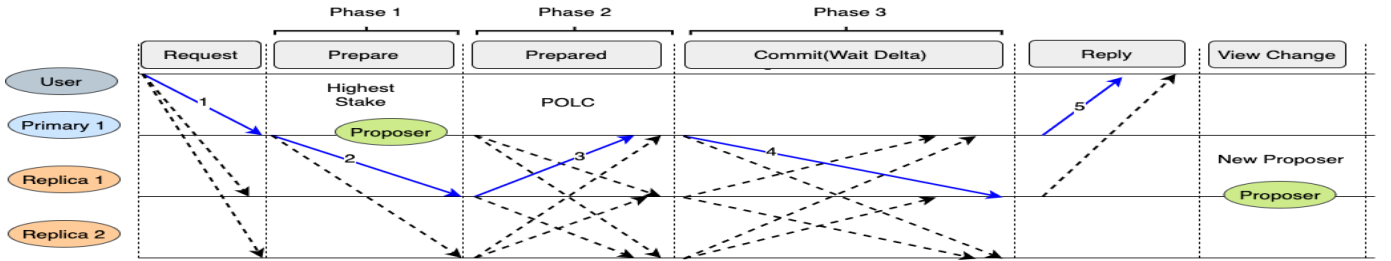 Phase 1
Phase 2
Phase 3
Request
Prepare
Prepared
Commit(Wait Delta)
Reply
View Change
User
Highest
Stake
POLC
1
5
Primary 1
Proposer
2
3
4
New Proposer
Replica 1
Proposer
Replica 2